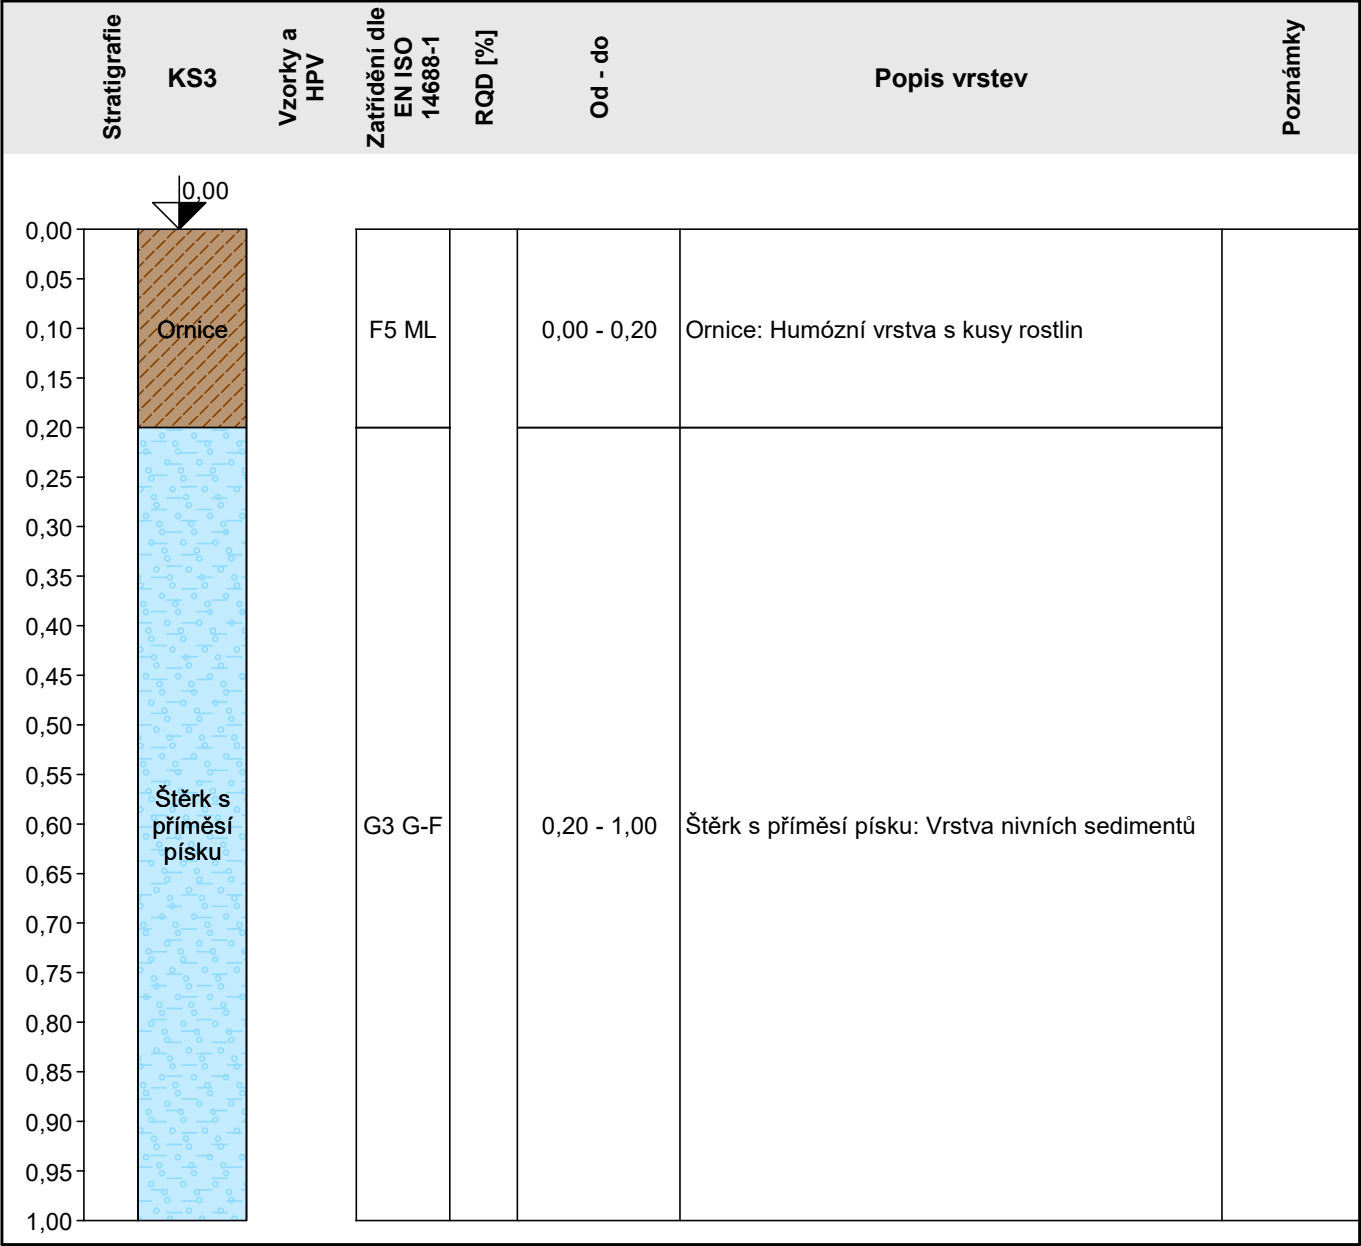 Stratigrafie
KS3
Vzorky a
HPV
Zatřídění dle
EN ISO
14688-1
RQD [%]
Od - do
Popis vrstev
Poznámky
0,00
0,00
0,05
0,10
0,15
0,20
0,25
0,30
0,35
0,40
0,45
0,50
0,55
0,60
0,65
0,70
0,75
0,80
0,85
0,90
0,95
1,00
Ornice
F5 ML
0,00 - 0,20
Ornice: Humózní vrstva s kusy rostlin
Štěrk s
příměsí
písku
G3 G-F
0,20 - 1,00
Štěrk s příměsí písku: Vrstva nivních sedimentů